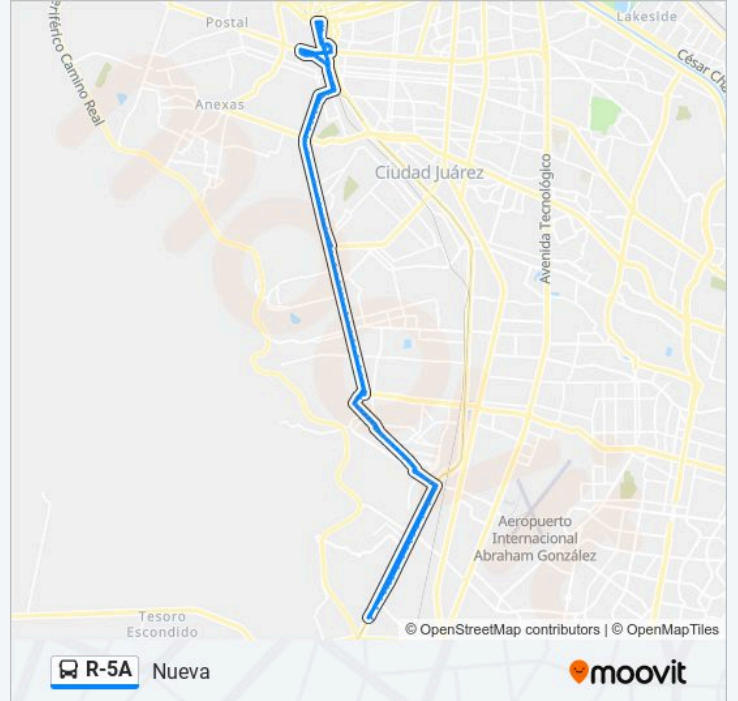 Postal
Lakeside
Periférico Camino Real
César Cha
Anexas
Ciudad Juárez
Avenida Tecnológico
Aeropuerto
Internacional
Abraham González
Tesoro
Escondido
© OpenStreetMap contributors | © OpenMapTiles
R-5A Nueva
moovit